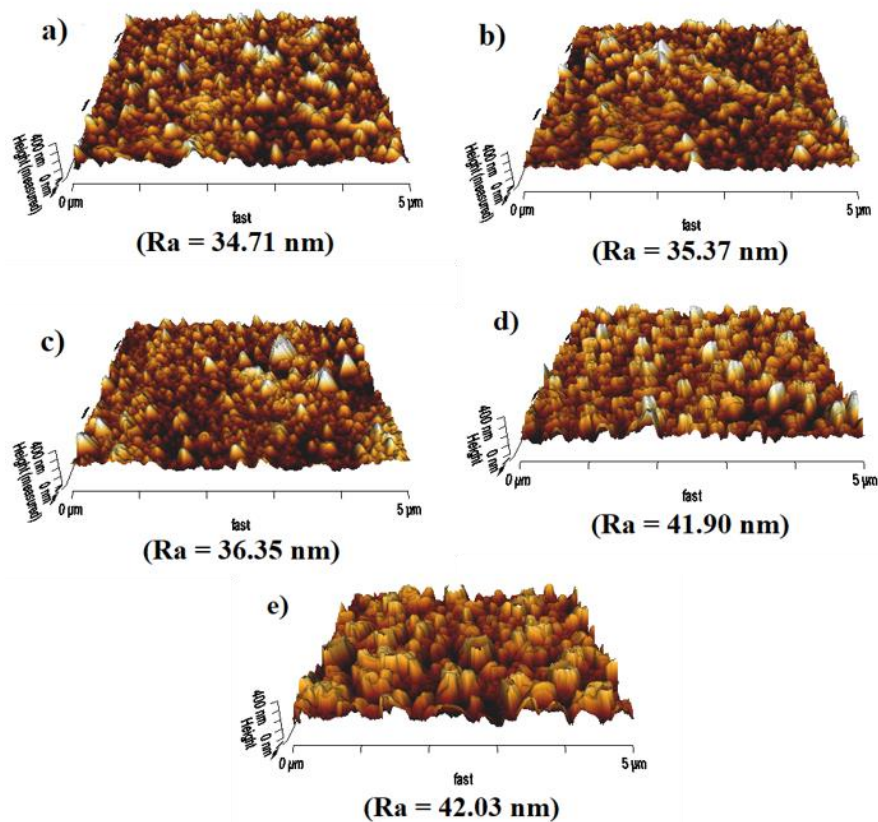 a)
400 nm
0 nm
Height (measured)
0 µm
5 µm
fast
(Ra = 34.71 nm)
b)
400 nm
0 nm
Height (measured)
0 µm
5 µm
fast
(Ra = 35.37 nm)
c)
400 nm
0 nm
Height (measured)
0 µm
5 µm
fast
(Ra = 36.35 nm)
d)
400 nm
0 nm
Height
0 µm
5 µm
fast
(Ra = 41.90 nm)
e)
400 nm
0 nm
Height
0 µm
5 µm
fast
(Ra = 42.03 nm)